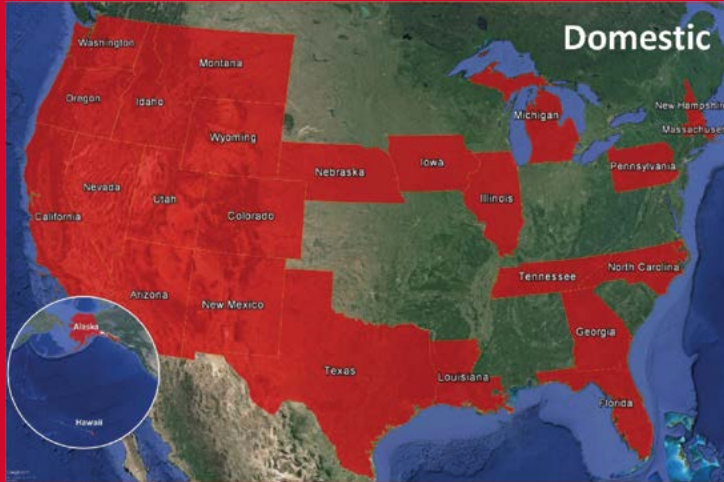 Domestic
Washington
Montana
Oregon
Idaho
Michigan
New Hampshire
Massachuset
Wyoming
Pennsylvania
Iowa
Nebraska
Nevada
Utah
Illinois
Colorado
California
Tennessee
North Carolina
Arizona
New Mexico
Alaska
Georgia
Texas
Louisiana
Florida
Hawaii